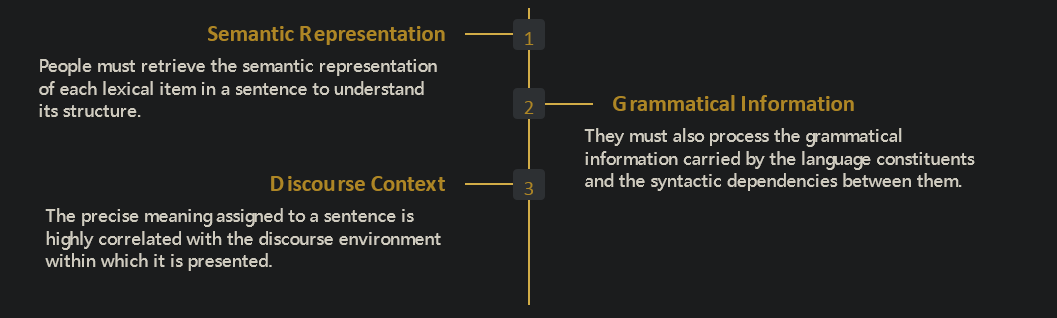 Semantic Representation
1
People must retrieve the semantic representation
of each lexical item in a sentence to understand
its structure.
2
Grammatical Information
They must also process the grammatical
information carried by the language constituents
and the syntactic dependencies between them.
Discourse Context
3
The precise meaning assigned to a sentence is
highly correlated with the discourse environment
within which it is presented.